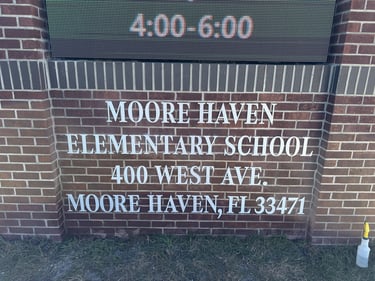 4:00-6:00
MOORE HAVEN
ELEMENTARY SCHOOL
400 WEST AVE.
MOORE HAVEN, FL 33471